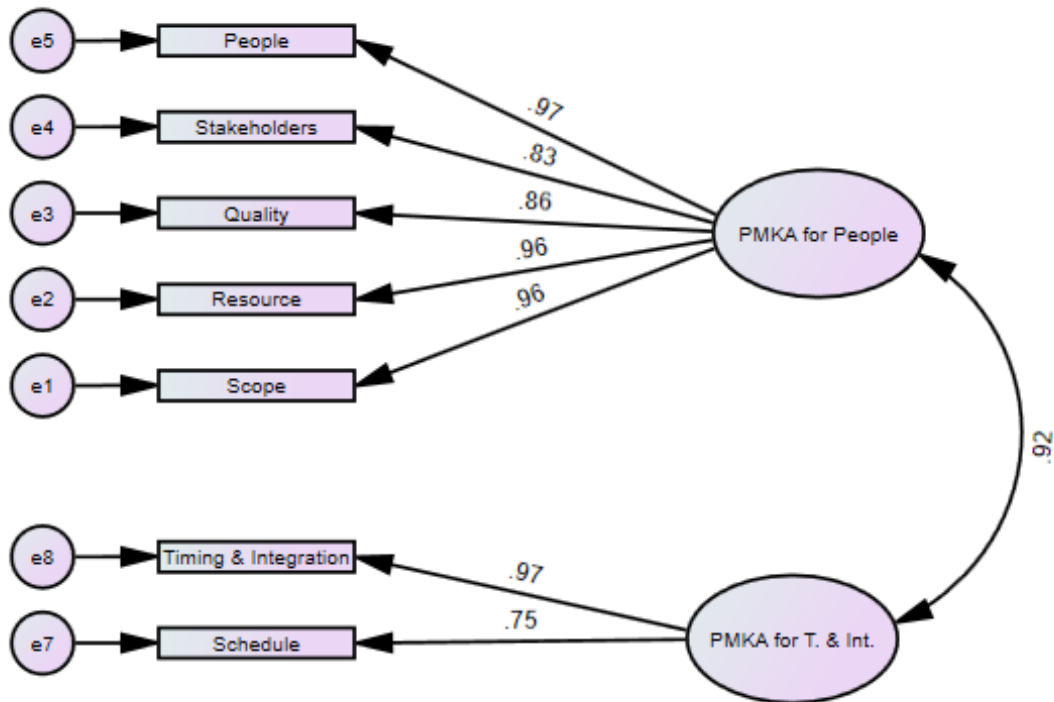 e5
People
.97
e4
Stakeholders
.83
e3
Quality
.86
PMKA for People
e2
Resource
.96
e1
Scope
.96
.92
e8
Timing & Integration
.97
e7
Schedule
.75
PMKA for T. & Int.